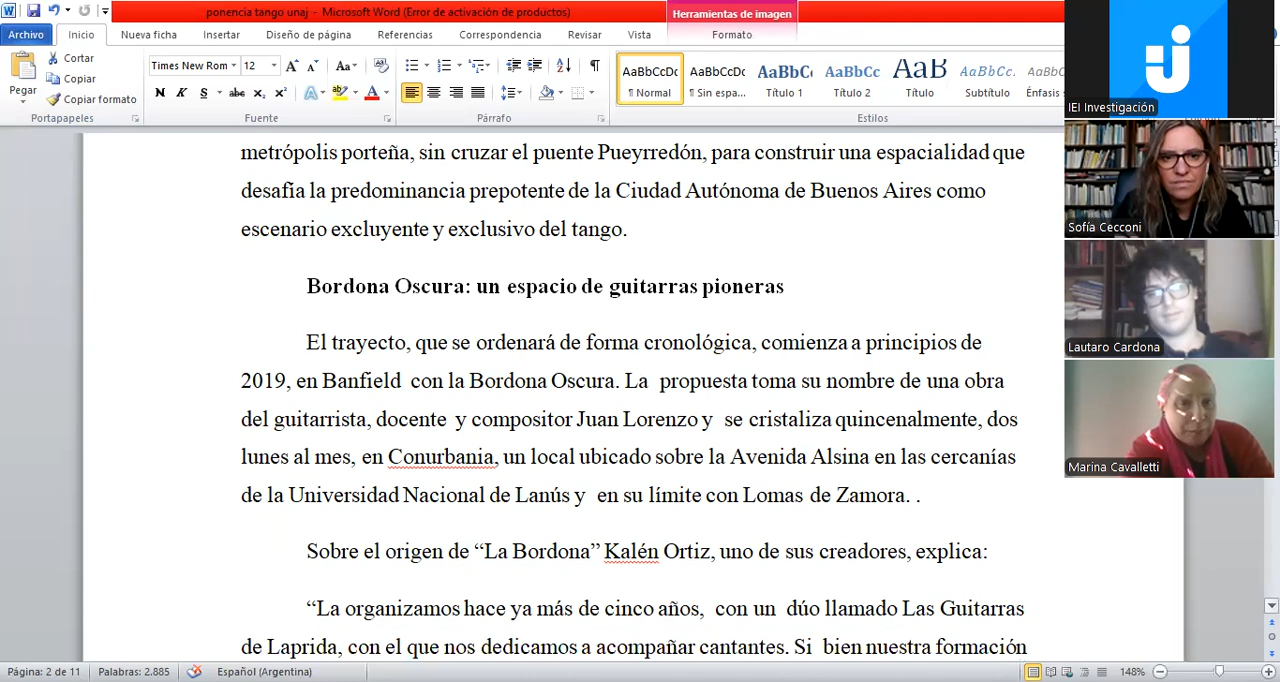 ponencia tango unaj - Microsoft Word (Error de activación de productos)
Herramientas de imagen
Archivo
Inicio
Nueva ficha
Insertar
Diseño de página
Referencias
Correspondencia
Revisar
Vista
Formato
Pegar
Cortar
Copiar
Copiar formato
Portapapeles
Times New Rom
12
Aa
N K S abc x₂ x²
Fuente
Párrafo
AaBbCcDc
¶ Normal
AaBbCcDc
¶ Sin espa...
AaBbC(
Título 1
AaBbCc
Título 2
AaB
Título
AaBbCc.
Subtítulo
AaBbCc
Énfasis
Estilos
metrópolis porteña, sin cruzar el puente Pueyrredón, para construir una espacialidad que
desafía la predominancia prepotente de la Ciudad Autónoma de Buenos Aires como
escenario excluyente y exclusivo del tango.
Bordona Oscura: un espacio de guitarras pioneras
El trayecto, que se ordenará de forma cronológica, comienza a principios de
2019, en Banfield con la Bordona Oscura. La propuesta toma su nombre de una obra
del guitarrista, docente y compositor Juan Lorenzo y se cristaliza quincenalmente, dos
lunes al mes, en Conurbania, un local ubicado sobre la Avenida Alsina en las cercanías
de la Universidad Nacional de Lanús y en su límite con Lomas de Zamora. .
Sobre el origen de “La Bordona” Kalén Ortiz, uno de sus creadores, explica:
“La organizamos hace ya más de cinco años, con un dúo llamado Las Guitarras
de Laprida, con el que nos dedicamos a acompañar cantantes. Si bien nuestra formación
Página: 2 de 11
Palabras: 2.885
Español (Argentina)
148%
IEI Investigación
Sofía Cecconi
Lautaro Cardona
Marina Cavalletti